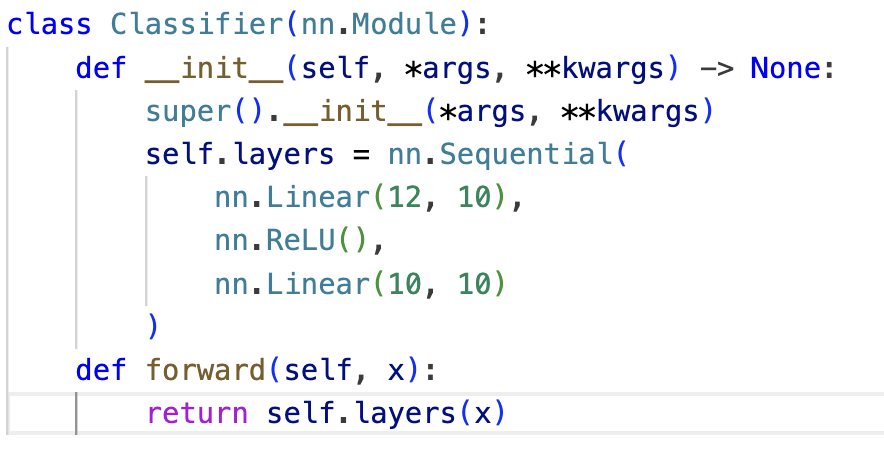 class Classifier(nn.Module):
    def __init__(self, *args, **kwargs) -> None:
        super().__init__(*args, **kwargs)
        self.layers = nn.Sequential(
            nn.Linear(12, 10),
            nn.ReLU(),
            nn.Linear(10, 10)
        )
    def forward(self, x):
        return self.layers(x)